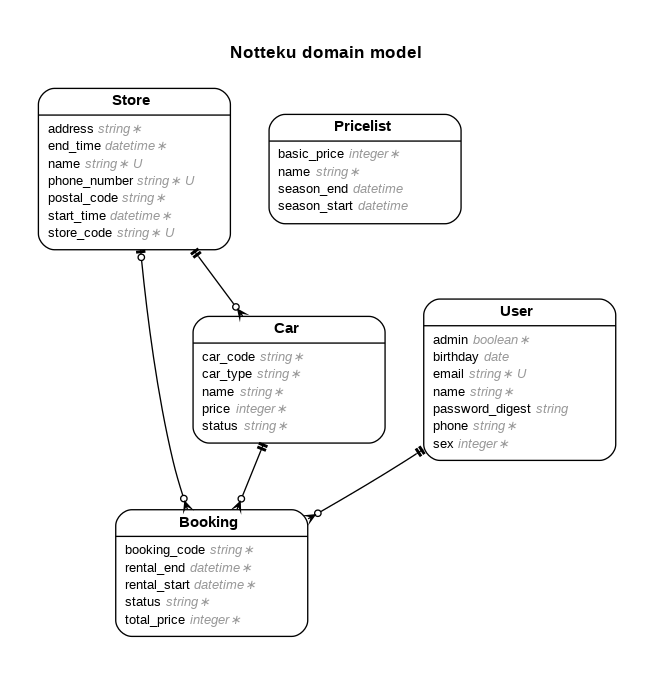 Notteku domain model
Store
address string∗
end_time datetime∗
name string∗ U
phone_number string∗ U
postal_code string∗
start_time datetime∗
store_code string∗ U
Pricelist
basic_price integer∗
name string∗
season_end datetime
season_start datetime
Car
car_code string∗
car_type string∗
name string∗
price integer∗
status string∗
User
admin boolean∗
birthday date
email string∗ U
name string∗
password_digest string
phone string∗
sex integer∗
Booking
booking_code string∗
rental_end datetime∗
rental_start datetime∗
status string∗
total_price integer∗